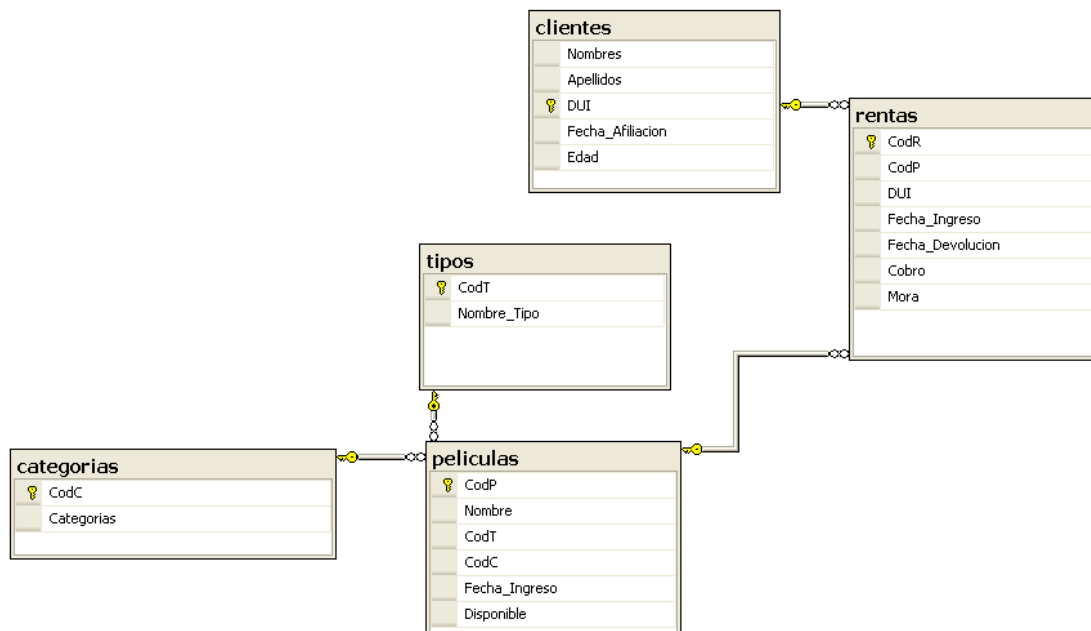 clientes
Nombres
Apellidos
DUI
Fecha_Afiliacion
Edad
rentas
CodR
CodP
DUI
Fecha_Ingreso
Fecha_Devolucion
Cobro
Mora
tipos
CodT
Nombre_Tipo
categorias
CodC
Categorias
peliculas
CodP
Nombre
CodT
CodC
Fecha_Ingreso
Disponible